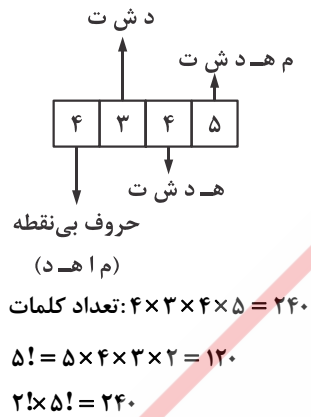 د ش ت
م هـ د ش ت
۴ ۳ ۴ ۵
هـ د ش ت
حروف بی‌نقطه
(م ا هـ د)
تعداد کلمات: ۴×۳×۴×۵ = ۲۴۰
۵! = ۵×۴×۳×۲ = ۱۲۰
۲!×۵! = ۲۴۰